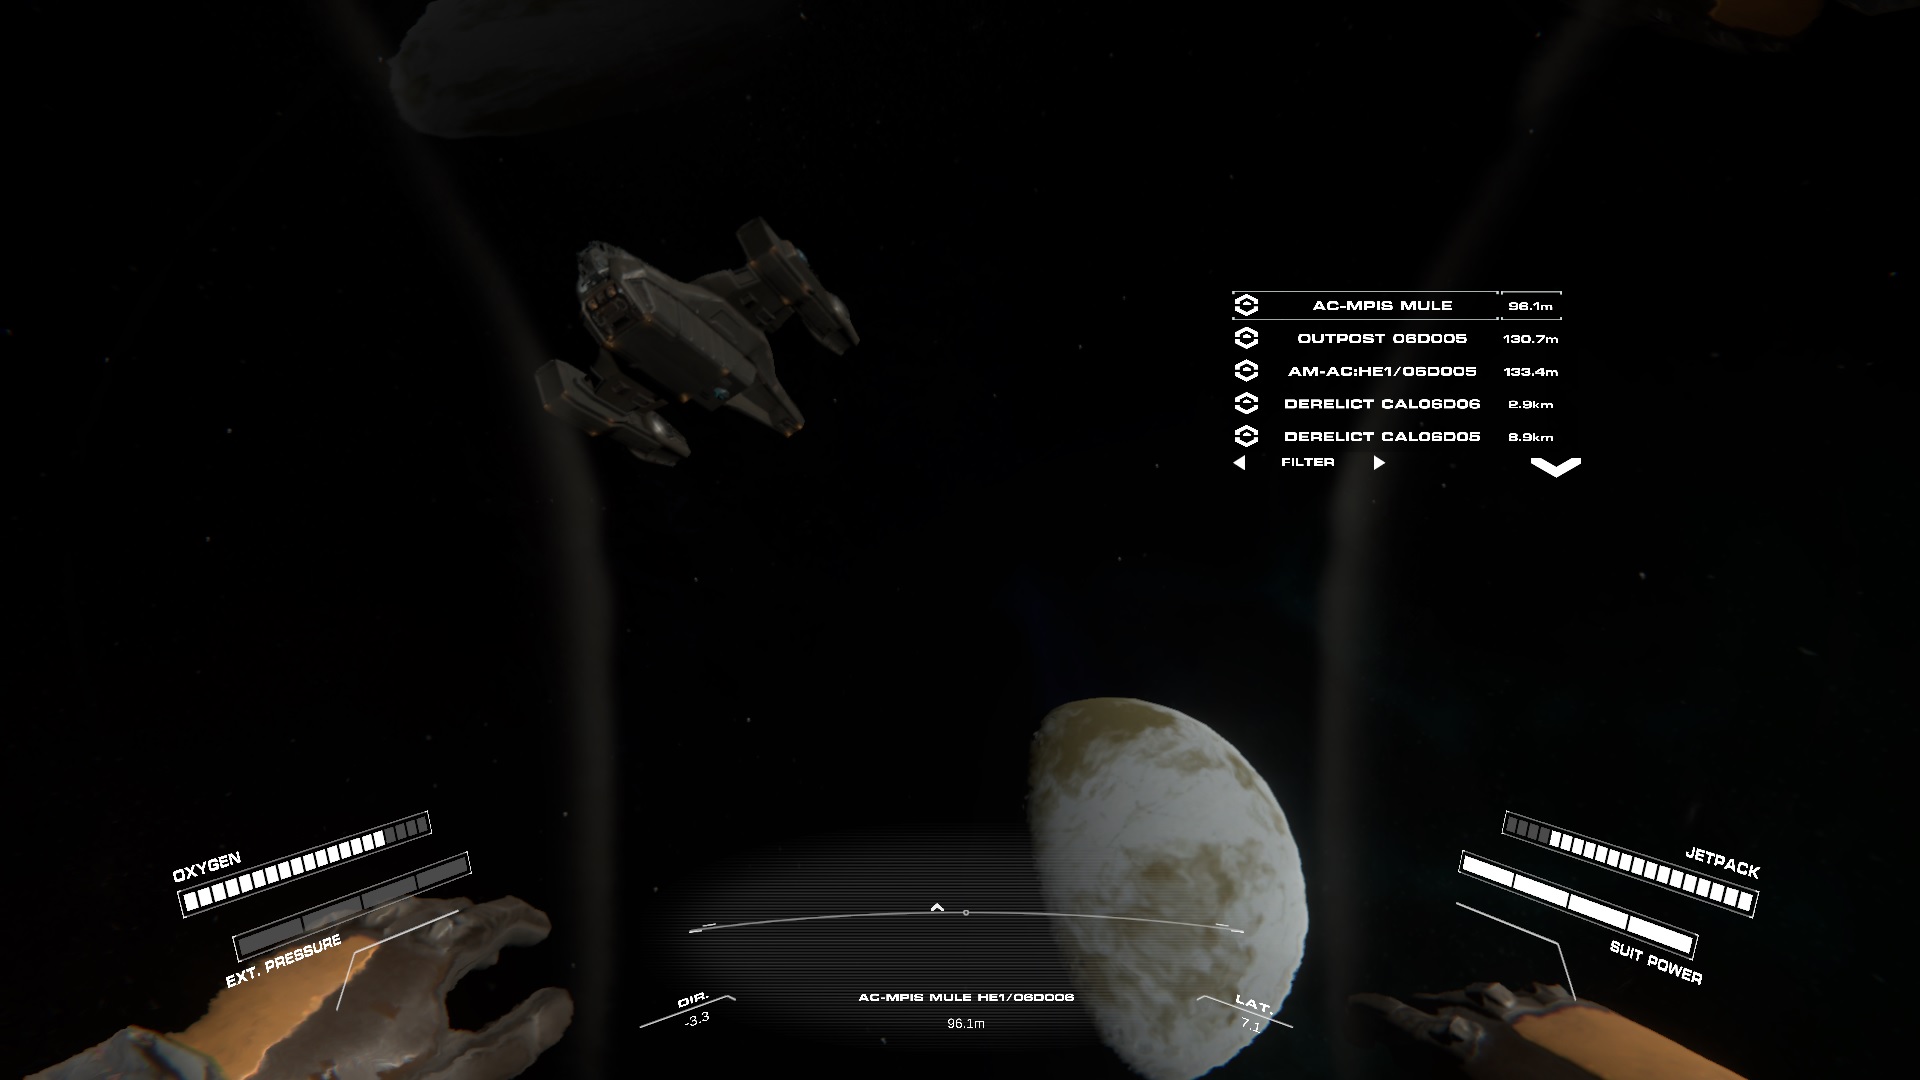 AC-MPIS MULE 96.1m
OUTPOST 06D005 130.7m
AM-AC:HE1/06D005 133.4m
DERELICT CAL06D06 2.9km
DERELICT CAL06D05 8.9km
FILTER
OXYGEN
EXT. PRESSURE
JETPACK
SUIT POWER
DIR.
-3.3
AC-MPIS MULE HE1/06D006
96.1m
LAT.
7.1